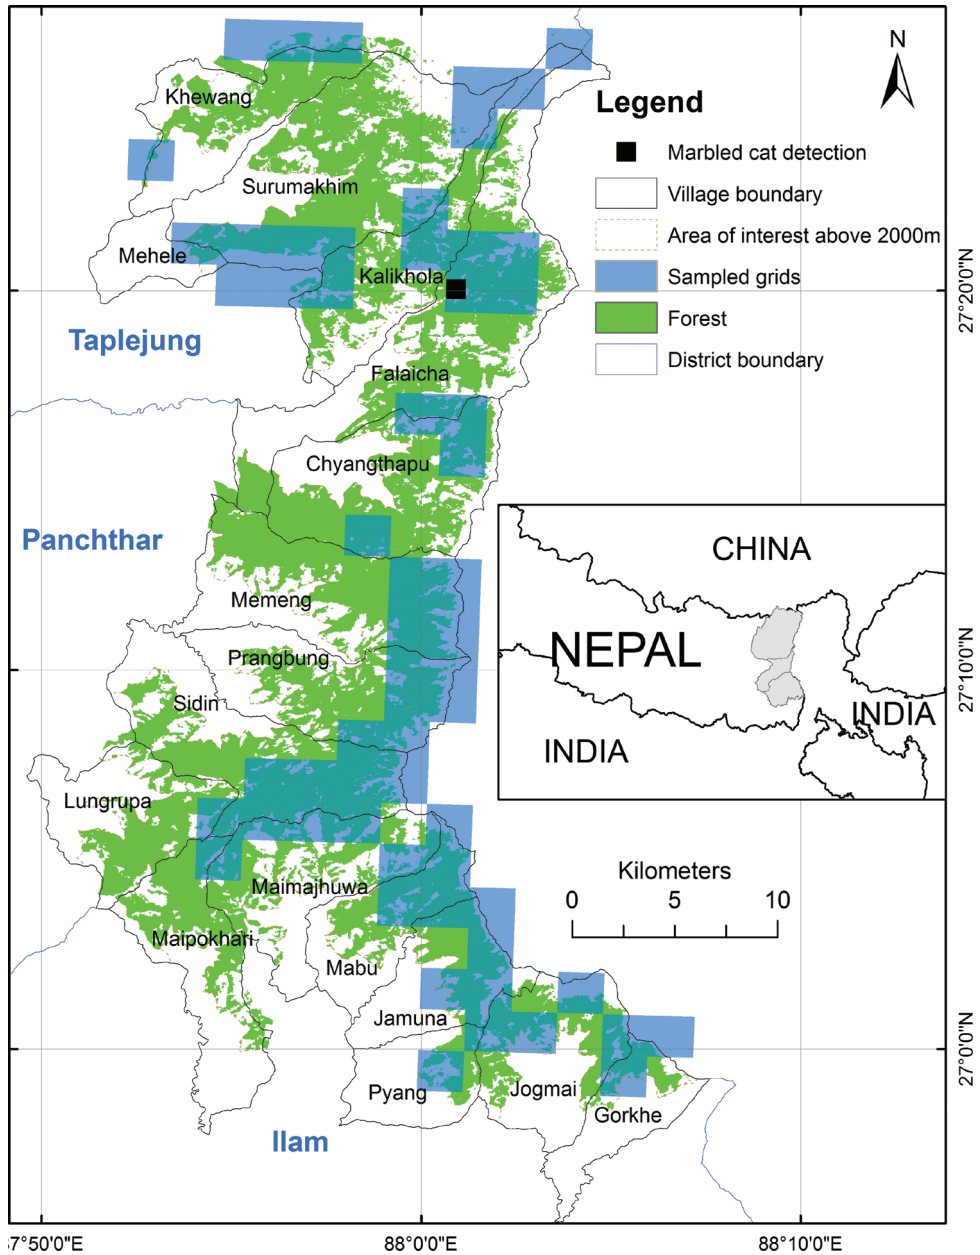 N
Legend
Marbled cat detection
Village boundary
Area of interest above 2000m
Sampled grids
Forest
District boundary
Khewang
Surumakhim
Mehele
Kalikhola
Taplejung
Falaicha
Chyangthapu
Panchthar
Memeng
Prangbung
Sidin
Lungrupa
Maimajhuwa
Maipokhari
Mabu
Jamuna
Pyang
Jogmai
Gorkhe
Ilam
CHINA
NEPAL
INDIA
INDIA
Kilometers
0 5 10
27°20'0"N
27°10'0"N
27°0'0"N
7°50'0"E
88°0'0"E
88°10'0"E